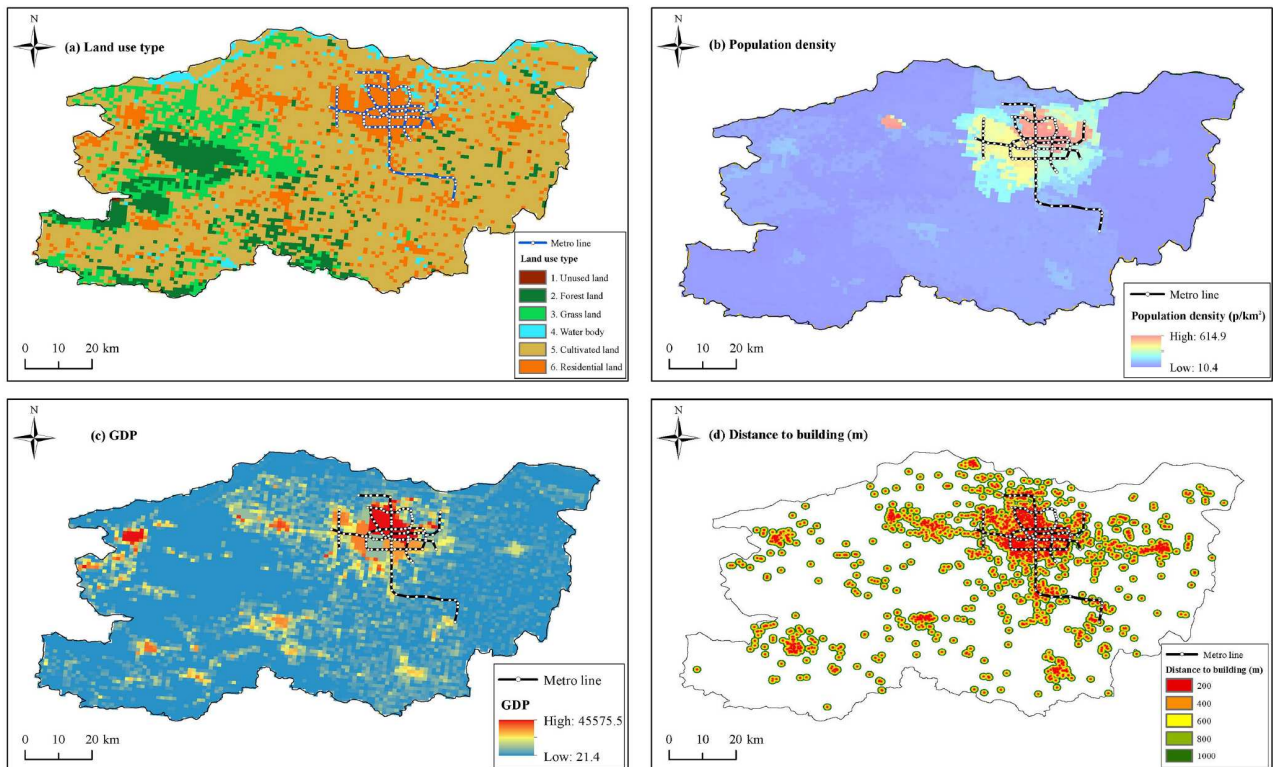 N
(a) Land use type
Metro line
Land use type
1. Unused land
2. Forest land
3. Grass land
4. Water body
5. Cultivated land
6. Residential land
0 10 20 km
N
(b) Population density
Metro line
Population density (p/km²)
High: 614.9
Low: 10.4
0 10 20 km
N
(c) GDP
Metro line
GDP
High: 45575.5
Low: 21.4
0 10 20 km
N
(d) Distance to building (m)
Metro line
Distance to building (m)
200
400
600
800
1000
0 10 20 km